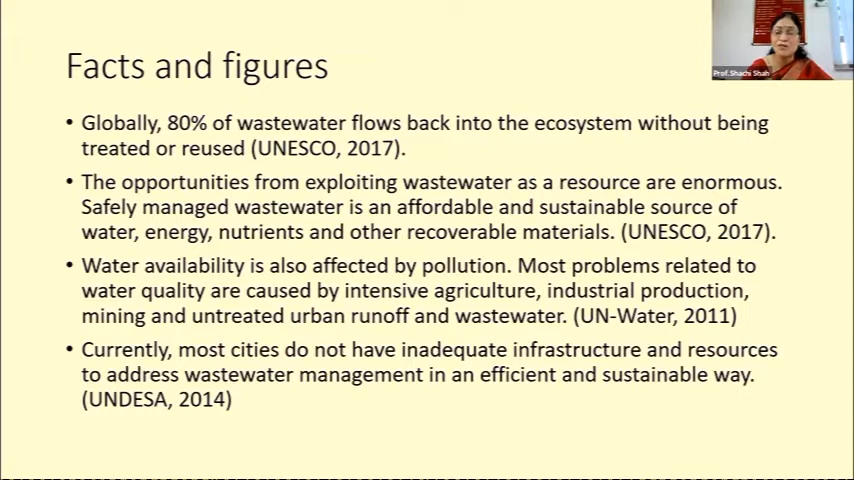 Facts and figures
• Globally, 80% of wastewater flows back into the ecosystem without being
treated or reused (UNESCO, 2017).
• The opportunities from exploiting wastewater as a resource are enormous.
Safely managed wastewater is an affordable and sustainable source of
water, energy, nutrients and other recoverable materials. (UNESCO, 2017).
• Water availability is also affected by pollution. Most problems related to
water quality are caused by intensive agriculture, industrial production,
mining and untreated urban runoff and wastewater. (UN-Water, 2011)
• Currently, most cities do not have inadequate infrastructure and resources
to address wastewater management in an efficient and sustainable way.
(UNDESA, 2014)
Prof.Shachi Shah